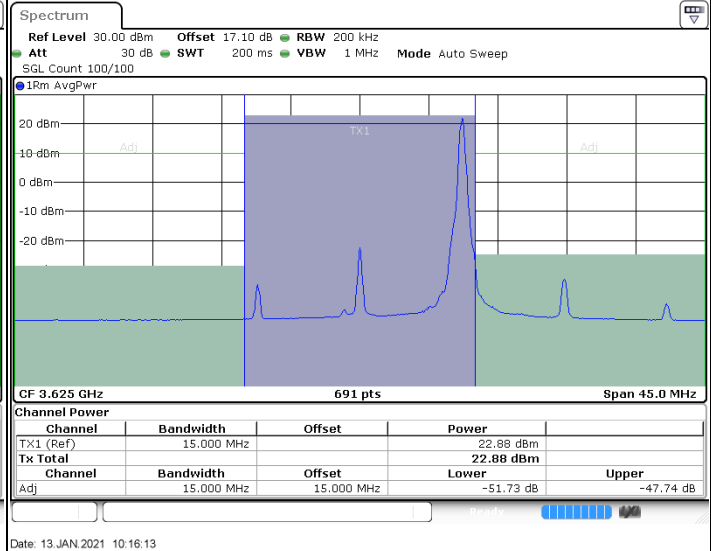 Spectrum
Ref Level 30.00 dBm Offset 17.10 dB RBW 200 kHz
Att 30 dB SWT 200 ms VBW 1 MHz Mode Auto Sweep
SGL Count 100/100
1Rm AvgPwr
TX1
20 dBm
Adj Adj
10 dBm
0 dBm
-10 dBm
-20 dBm
CF 3.625 GHz 691 pts Span 45.0 MHz
Channel Power
Channel Bandwidth Offset Power
TX1 (Ref) 15.000 MHz 22.88 dBm
Tx Total 22.88 dBm
Channel Bandwidth Offset Lower Upper
Adj 15.000 MHz 15.000 MHz -51.73 dB -47.74 dB
Ready
Date: 13.JAN.2021 10:16:13